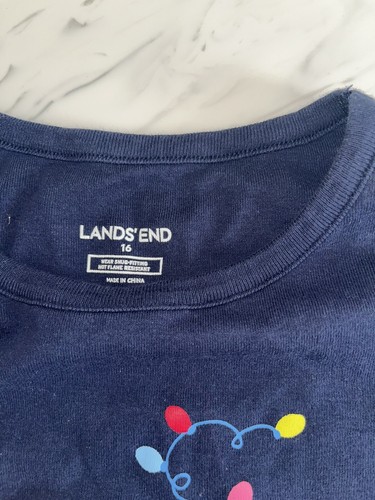 LANDS' END
16
WEAR SNUG-FITTING
NOT FLAME RESISTANT
MADE IN CHINA